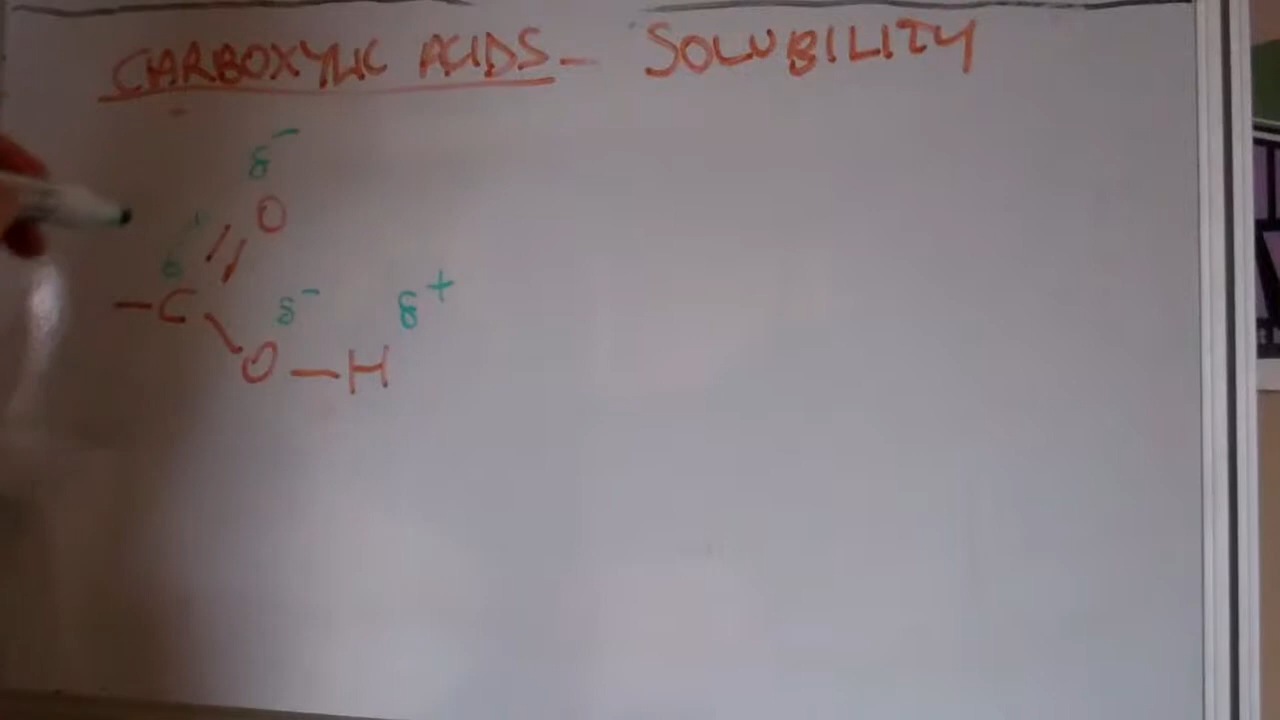 CARBOXYLIC ACIDS - SOLUBILITY
δ-
O
δ+
- C
δ-
δ+
O - H